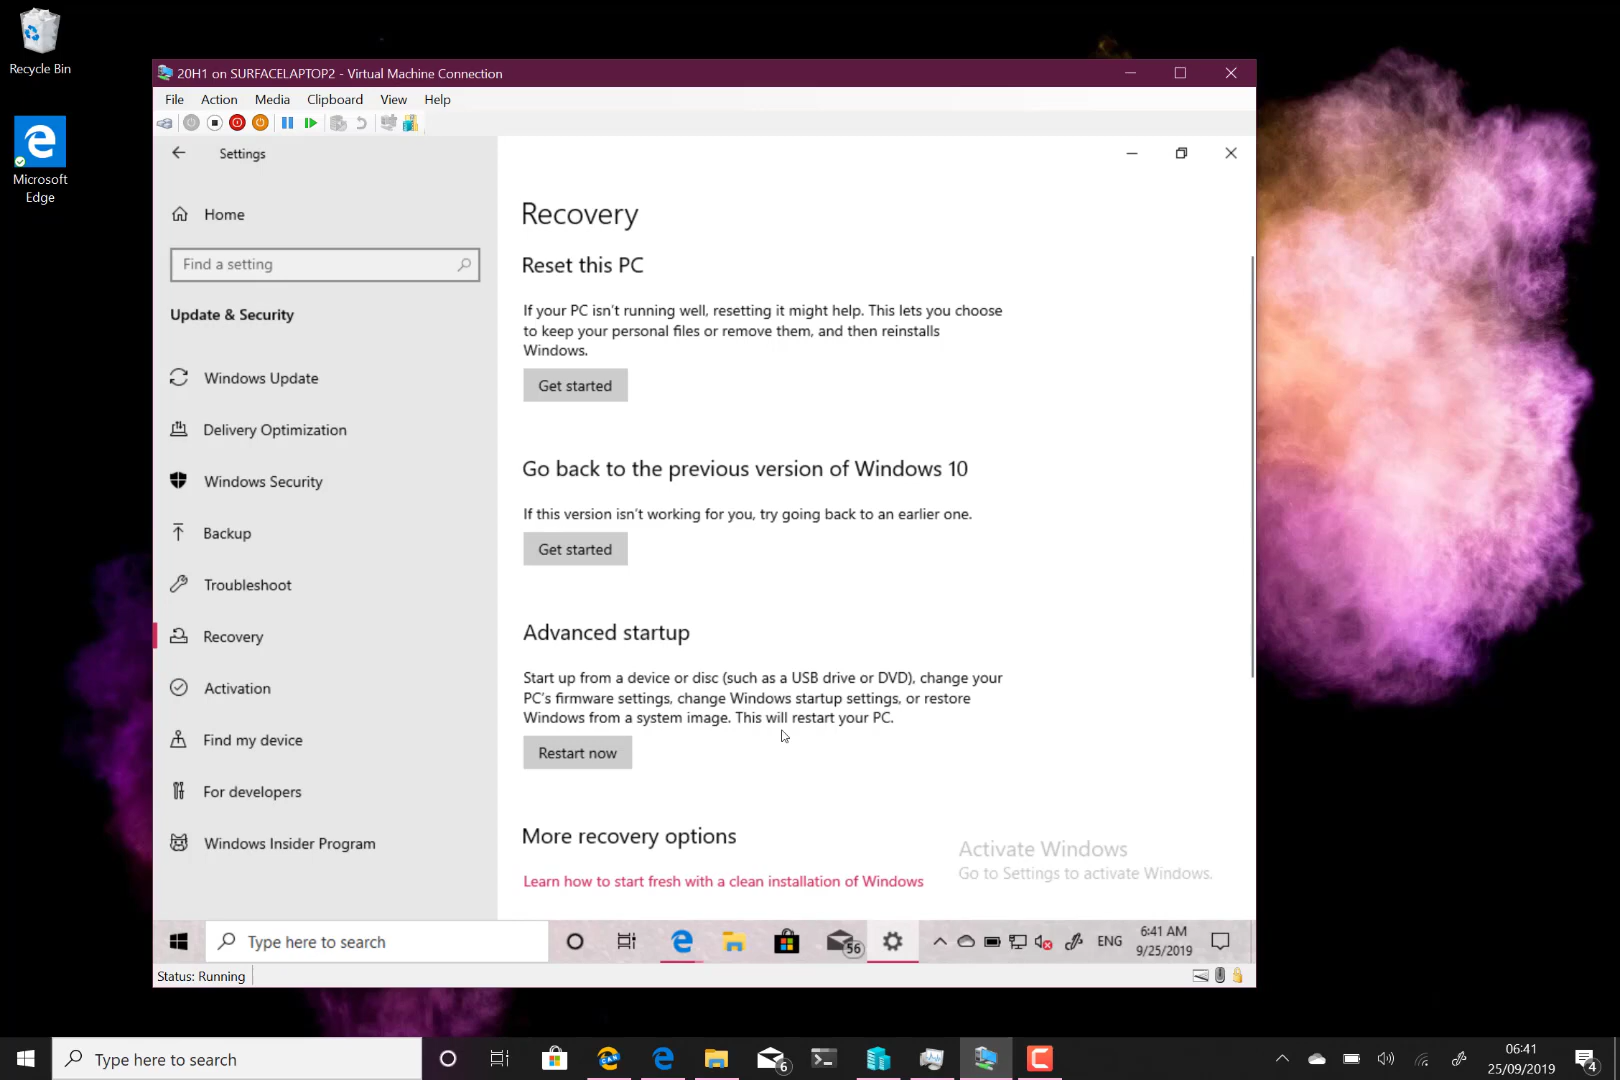 Recycle Bin
Microsoft
Edge
20H1 on SURFACELAPTOP2 - Virtual Machine Connection
File Action Media Clipboard View Help
Settings
Home
Find a setting
Update & Security
Windows Update
Delivery Optimization
Windows Security
Backup
Troubleshoot
Recovery
Activation
Find my device
For developers
Windows Insider Program
Recovery
Reset this PC
If your PC isn't running well, resetting it might help. This lets you choose
to keep your personal files or remove them, and then reinstalls
Windows.
Get started
Go back to the previous version of Windows 10
If this version isn't working for you, try going back to an earlier one.
Get started
Advanced startup
Start up from a device or disc (such as a USB drive or DVD), change your
PC's firmware settings, change Windows startup settings, or restore
Windows from a system image. This will restart your PC.
Restart now
More recovery options
Learn how to start fresh with a clean installation of Windows
Activate Windows
Go to Settings to activate Windows.
Type here to search
56
ENG
6:41 AM
9/25/2019
Status: Running
Type here to search
6
06:41
25/09/2019
4